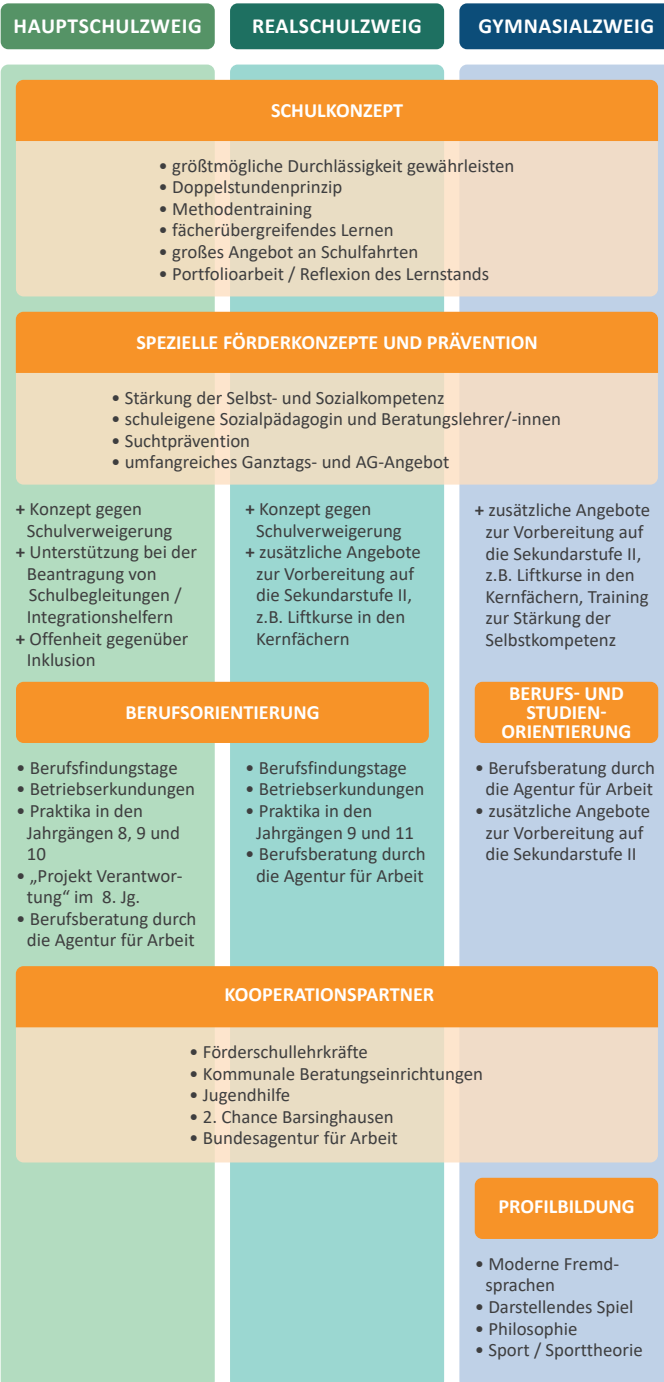 HAUPTSCHULZWEIG
REALSCHULZWEIG
GYMNASIALZWEIG
SCHULKONZEPT
• größtmögliche Durchlässigkeit gewährleisten
• Doppelstundenprinzip
• Methodentraining
• fächerübergreifendes Lernen
• großes Angebot an Schulfahrten
• Portfolioarbeit / Reflexion des Lernstands
SPEZIELLE FÖRDERKONZEPTE UND PRÄVENTION
• Stärkung der Selbst- und Sozialkompetenz
• schuleigene Sozialpädagogin und Beratungslehrer/-innen
• Suchtprävention
• umfangreiches Ganztags- und AG-Angebot
+ Konzept gegen
Schulverweigerung
+ Unterstützung bei der
Beantragung von
Schulbegleitungen /
Integrationshelfern
+ Offenheit gegenüber
Inklusion
+ Konzept gegen
Schulverweigerung
+ zusätzliche Angebote
zur Vorbereitung auf
die Sekundarstufe II,
z.B. Liftkurse in den
Kernfächern
+ zusätzliche Angebote
zur Vorbereitung auf
die Sekundarstufe II,
z.B. Liftkurse in den
Kernfächern, Training
zur Stärkung der
Selbstkompetenz
BERUFSORIENTIERUNG
• Berufsfindungstage
• Betriebserkundungen
• Praktika in den
Jahrgängen 8, 9 und
10
• „Projekt Verantwor-
tung“ im 8. Jg.
• Berufsberatung durch
die Agentur für Arbeit
• Berufsfindungstage
• Betriebserkundungen
• Praktika in den
Jahrgängen 9 und 11
• Berufsberatung durch
die Agentur für Arbeit
BERUFS- UND
STUDIEN-
ORIENTIERUNG
• Berufsberatung durch
die Agentur für Arbeit
• zusätzliche Angebote
zur Vorbereitung auf
die Sekundarstufe II
KOOPERATIONSPARTNER
• Förderschullehrkräfte
• Kommunale Beratungseinrichtungen
• Jugendhilfe
• 2. Chance Barsinghausen
• Bundesagentur für Arbeit
PROFILBILDUNG
• Moderne Fremd-
sprachen
• Darstellendes Spiel
• Philosophie
• Sport / Sporttheorie